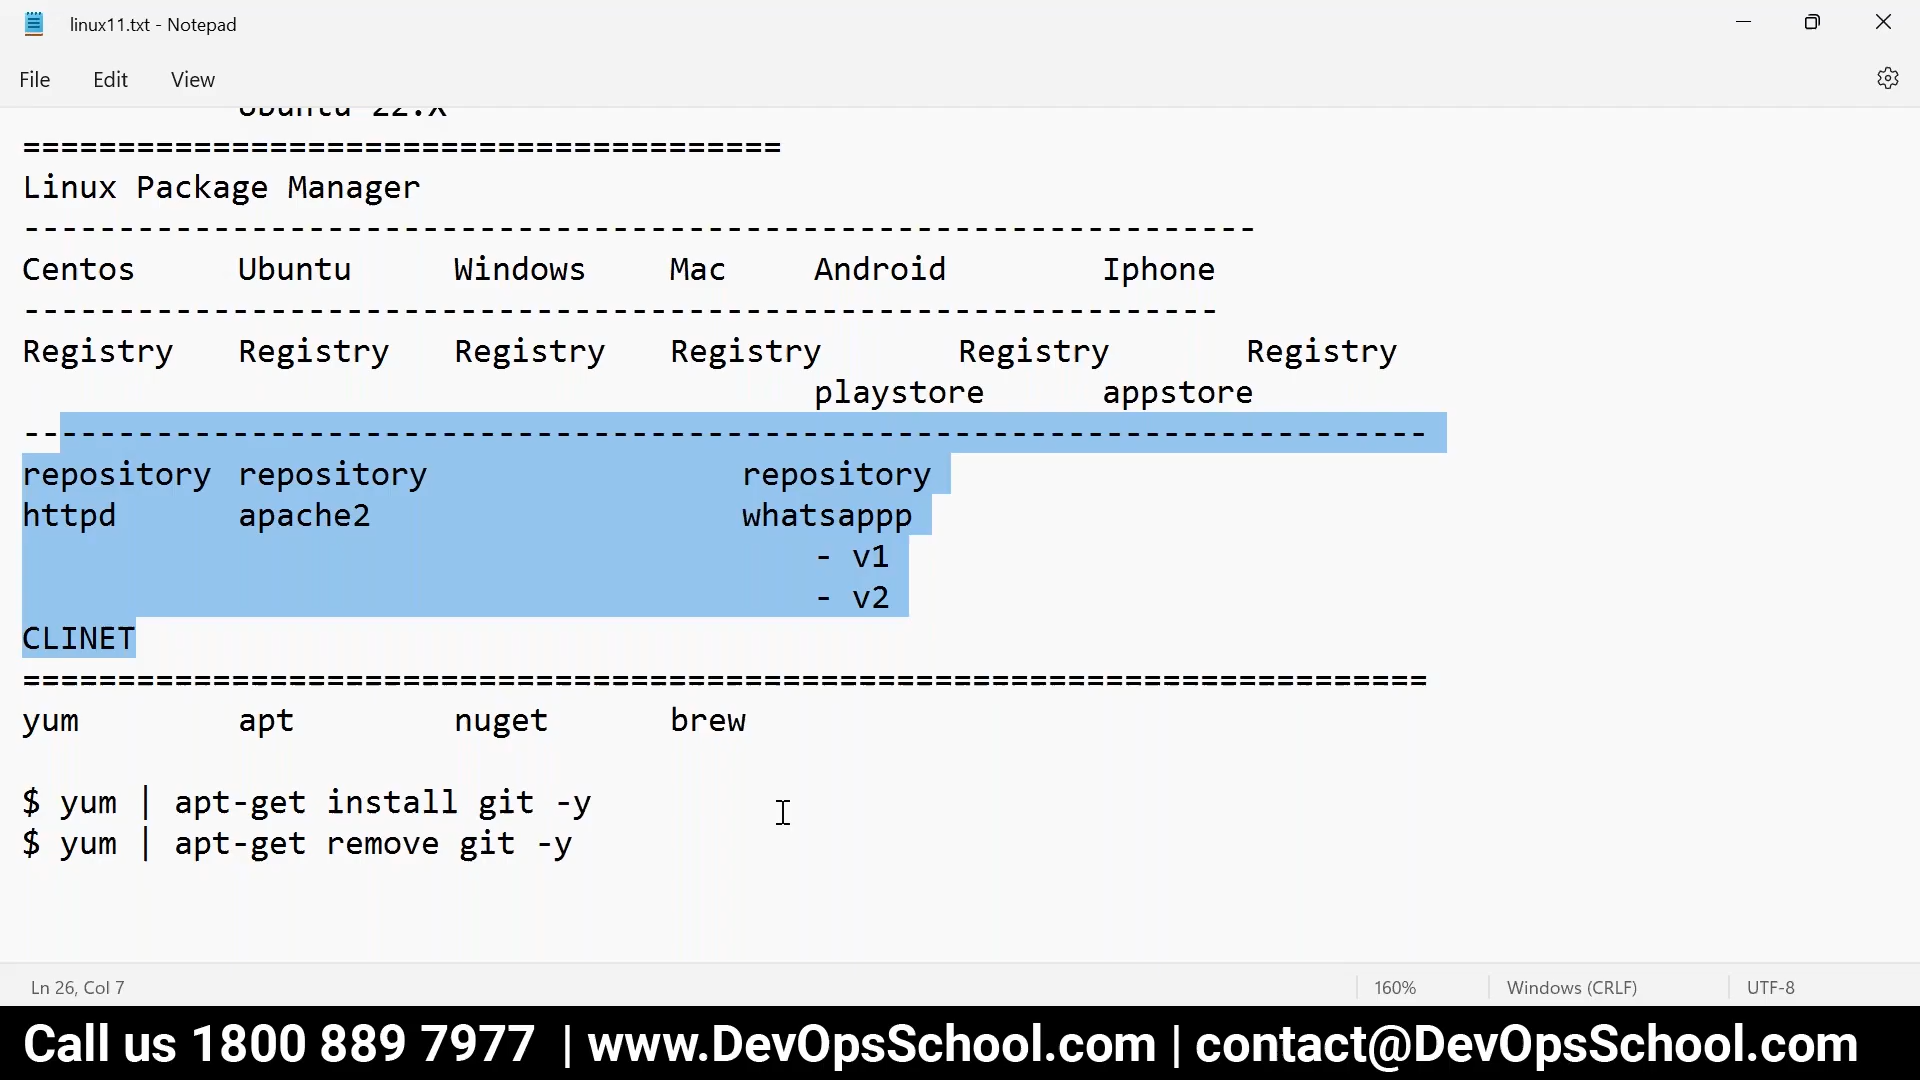 linux11.txt - Notepad
File Edit View
Ubuntu 22.X
========================================
Linux Package Manager
------------------------------------------------------------------
Centos Ubuntu Windows Mac Android Iphone
----------------------------------------------------------------
Registry Registry Registry Registry Registry Registry
playstore appstore
---------------------------------------------------------------------------
repository repository repository
httpd apache2 whatsappp
- v1
- v2
CLINET
===========================================================================
yum apt nuget brew
$ yum | apt-get install git -y
$ yum | apt-get remove git -y
Ln 26, Col 7 160% Windows (CRLF) UTF-8
Call us 1800 889 7977 | www.DevOpsSchool.com | contact@DevOpsSchool.com